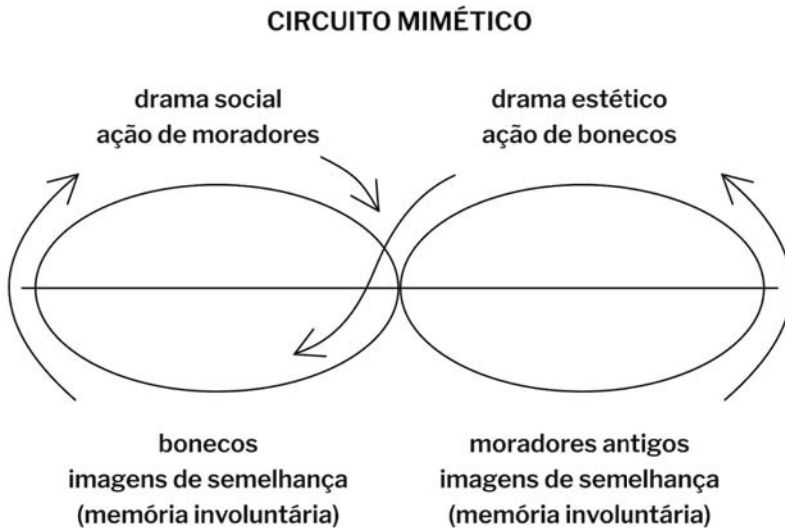 CIRCUITO MIMÉTICO
drama social
ação de moradores
drama estético
ação de bonecos
bonecos
imagens de semelhança
(memória involuntária)
moradores antigos
imagens de semelhança
(memória involuntária)